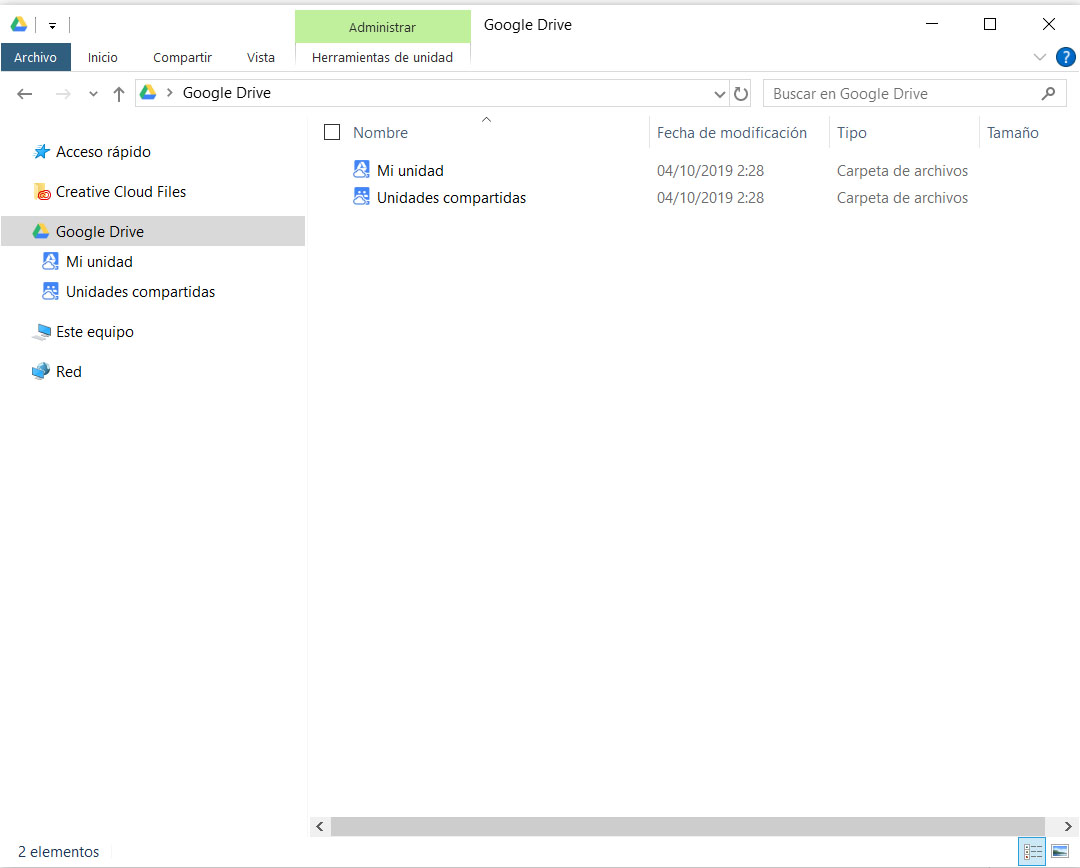 Administrar
Google Drive
Archivo Inicio Compartir Vista Herramientas de unidad
Google Drive
Buscar en Google Drive
Nombre Fecha de modificación Tipo Tamaño
Mi unidad 04/10/2019 2:28 Carpeta de archivos
Unidades compartidas 04/10/2019 2:28 Carpeta de archivos
Acceso rápido
Creative Cloud Files
Google Drive
Mi unidad
Unidades compartidas
Este equipo
Red
2 elementos